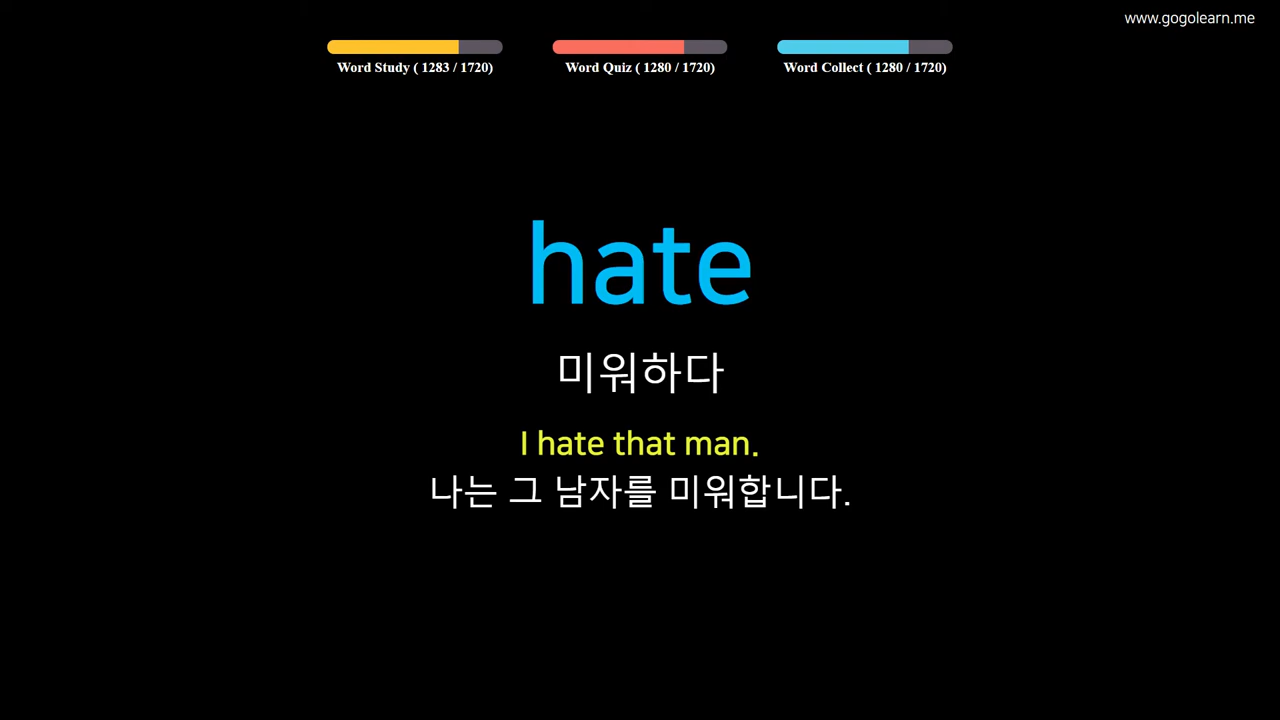 www.gogolearn.me
Word Study ( 1283 / 1720)
Word Quiz ( 1280 / 1720)
Word Collect ( 1280 / 1720)
hate
미워하다
I hate that man.
나는 그 남자를 미워합니다.